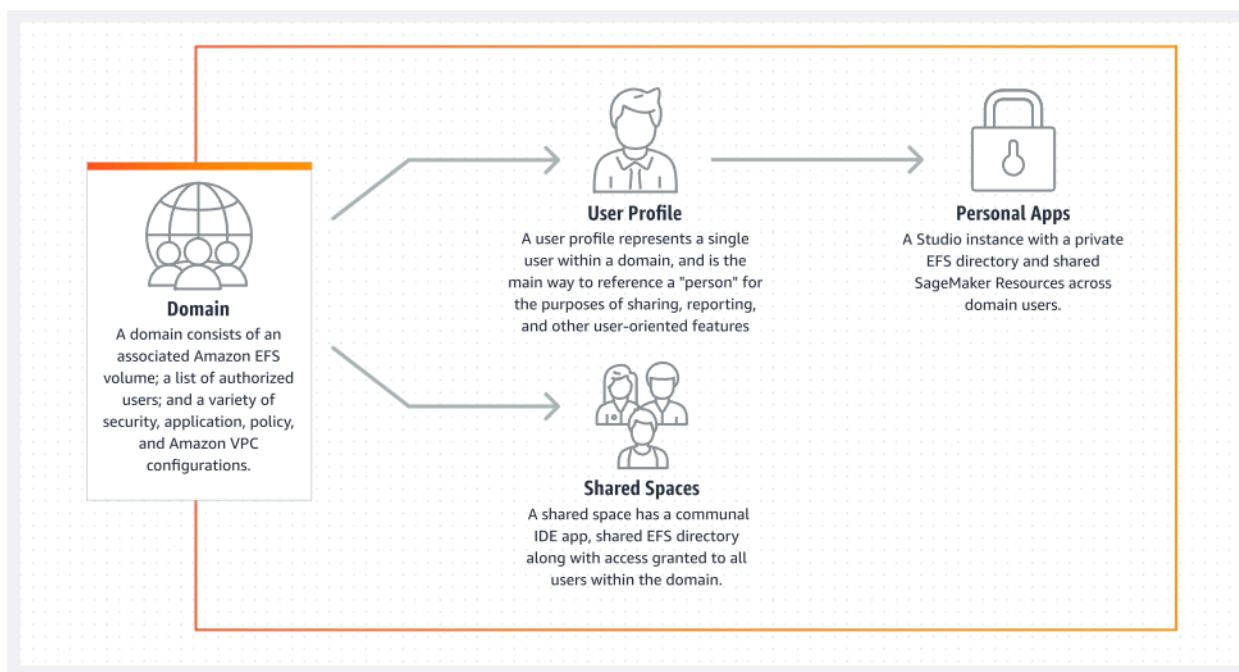 Domain
A domain consists of an
associated Amazon EFS
volume; a list of authorized
users; and a variety of
security, application, policy,
and Amazon VPC
configurations.
User Profile
A user profile represents a single
user within a domain, and is the
main way to reference a "person" for
the purposes of sharing, reporting,
and other user-oriented features
Personal Apps
A Studio instance with a private
EFS directory and shared
SageMaker Resources across
domain users.
Shared Spaces
A shared space has a communal
IDE app, shared EFS directory
along with access granted to all
users within the domain.